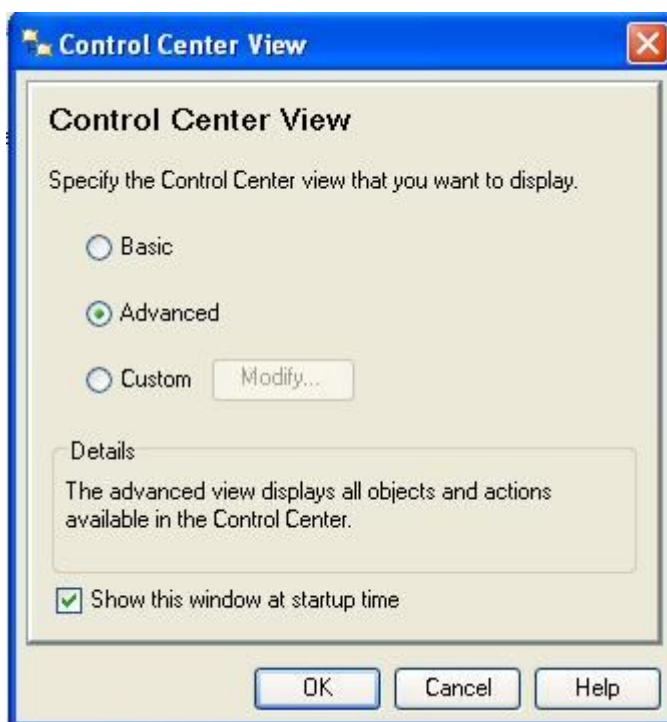 Control Center View
Control Center View
Specify the Control Center view that you want to display.
Basic
Advanced
Custom Modify...
Details
The advanced view displays all objects and actions
available in the Control Center.
Show this window at startup time
OK Cancel Help